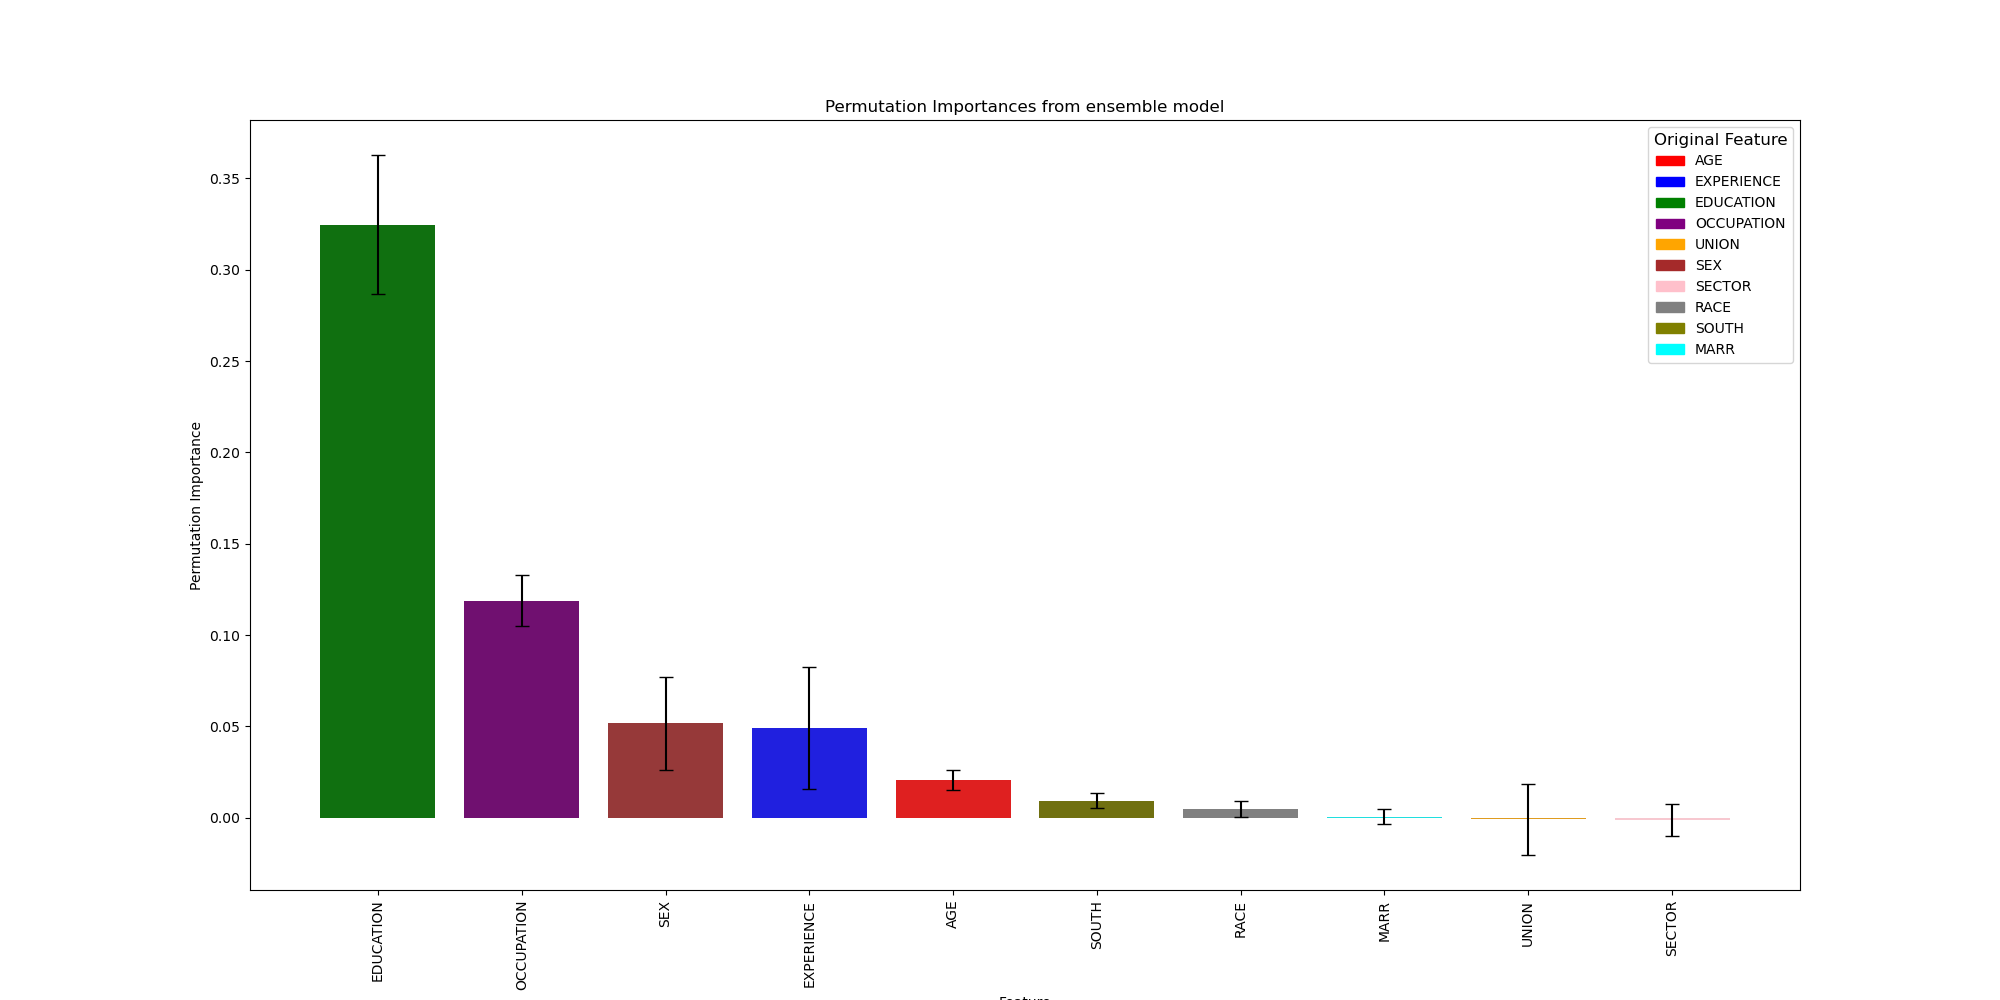 Permutation Importances from ensemble model
Original Feature
AGE
EXPERIENCE
EDUCATION
OCCUPATION
UNION
SEX
SECTOR
RACE
SOUTH
MARR
Permutation Importance
0.35
0.30
0.25
0.20
0.15
0.10
0.05
0.00
EDUCATION
OCCUPATION
SEX
EXPERIENCE
AGE
SOUTH
RACE
MARR
UNION
SECTOR
Feature